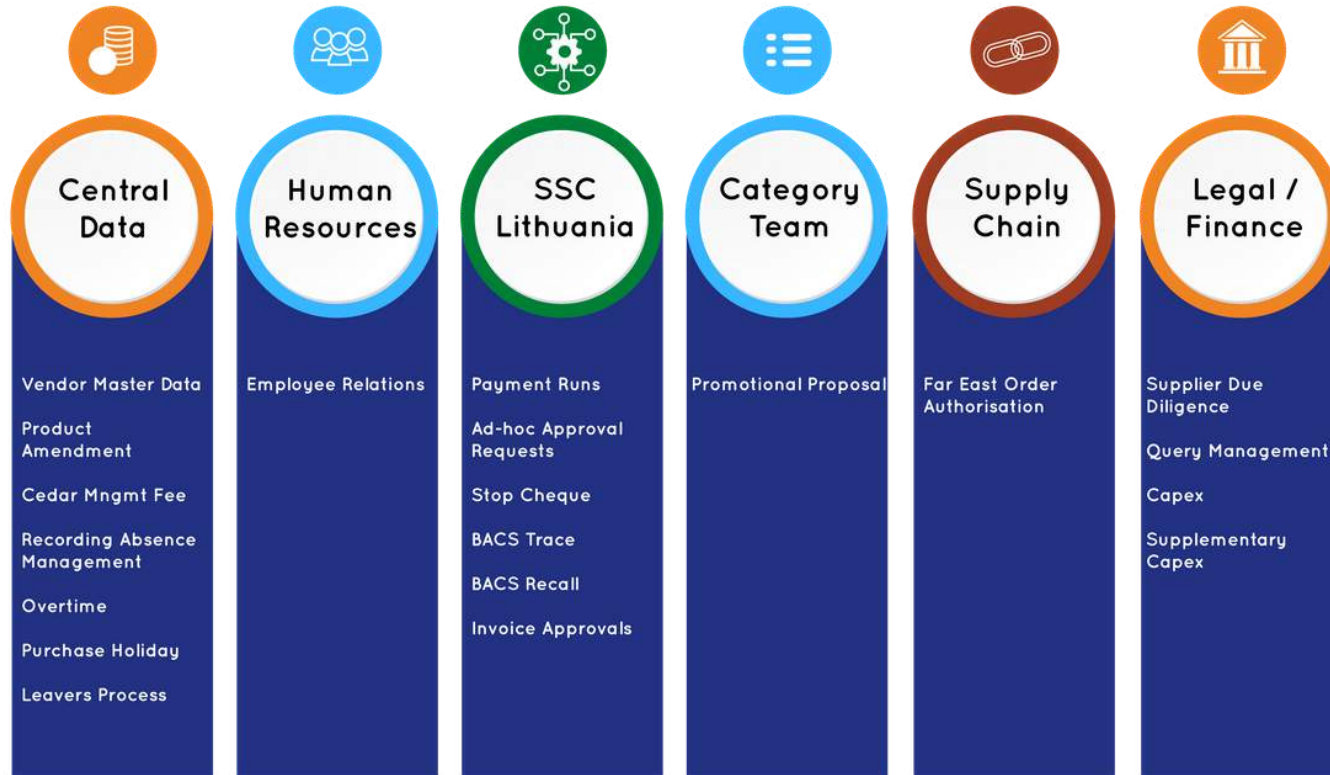 Central
Data
Vendor Master Data
Product
Amendment
Cedar Mngmt Fee
Recording Absence
Management
Overtime
Purchase Holiday
Leavers Process
Human
Resources
Employee Relations
SSC
Lithuania
Payment Runs
Ad-hoc Approval
Requests
Stop Cheque
BACS Trace
BACS Recall
Invoice Approvals
Category
Team
Promotional Proposal
Supply
Chain
Far East Order
Authorisation
Legal /
Finance
Supplier Due
Diligence
Query Management
Capex
Supplementary
Capex